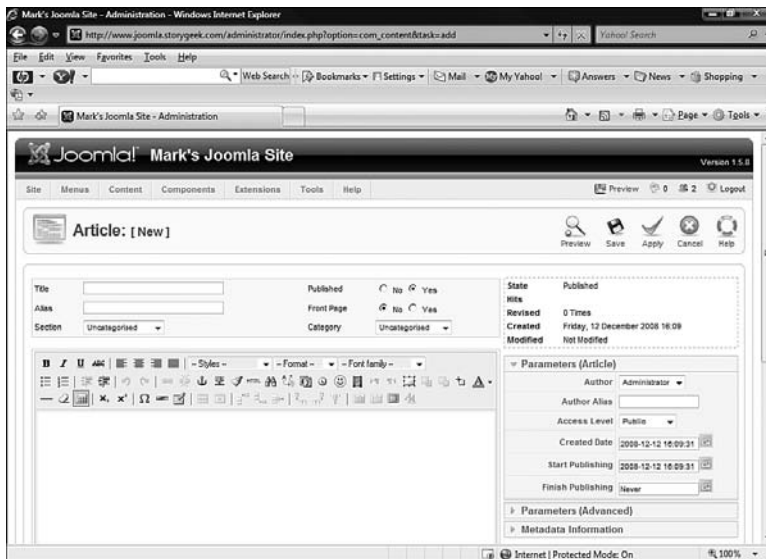 Mark's Joomla Site - Administration - Windows Internet Explorer
http://www.joomla.storygeek.com/administrator/index.php?option=com_content&task=add
Yahoo! Search
File Edit View Favorites Tools Help
Web Search Bookmarks Settings Mail My Yahoo! Answers News Shopping
Mark's Joomla Site - Administration
Page Tools
Joomla! Mark's Joomla Site
Version 1.5.8
Site Menus Content Components Extensions Tools Help Preview 0 2 Logout
Article: [New]
Preview Save Apply Cancel Help
Title Published No Yes
Alias Front Page No Yes
Section Uncategorised Category Uncategorised
State Published
Hits
Revised 0 Times
Created Friday, 12 December 2008 16:09
Modified Not Modified
B I U ABC - Styles - - Format - - Font family -
Parameters (Article)
Author Administrator
Author Alias
Access Level Public
Created Date 2008-12-12 16:09:31
Start Publishing 2008-12-12 16:09:31
Finish Publishing Never
Parameters (Advanced)
Metadata Information
Internet | Protected Mode: On 100%